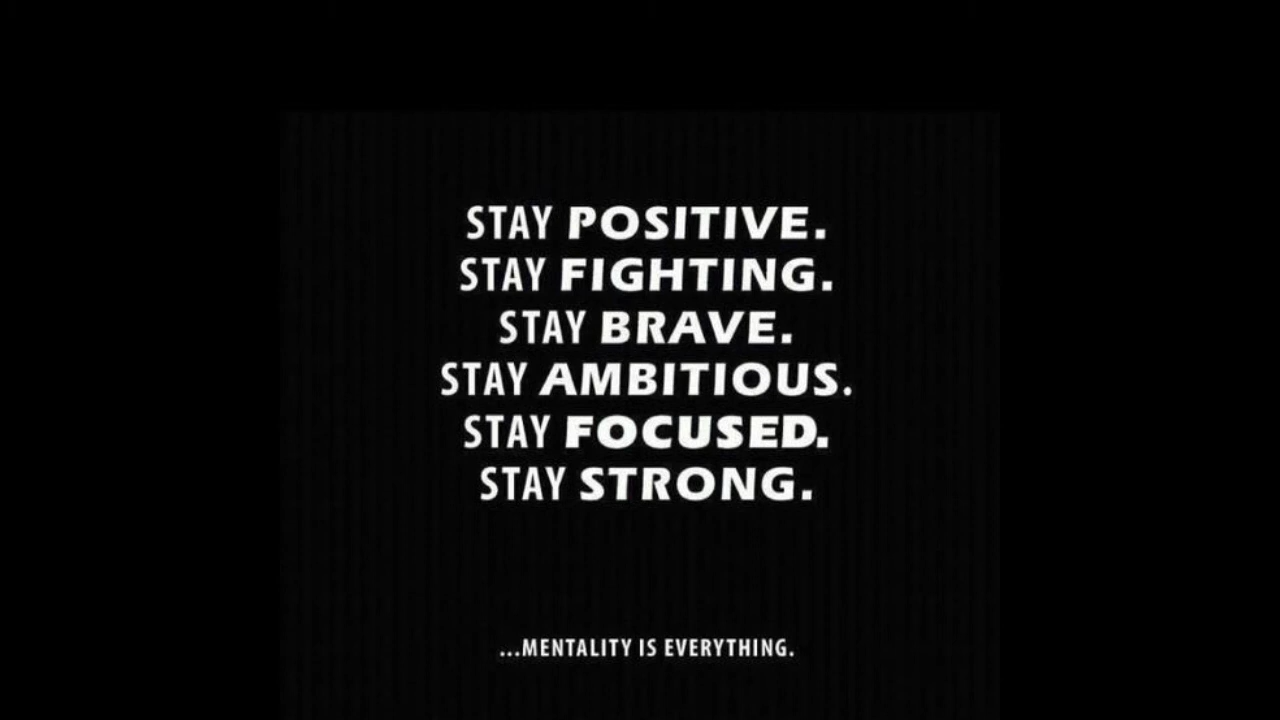 STAY POSITIVE.
STAY FIGHTING.
STAY BRAVE.
STAY AMBITIOUS.
STAY FOCUSED.
STAY STRONG.
...MENTALITY IS EVERYTHING.